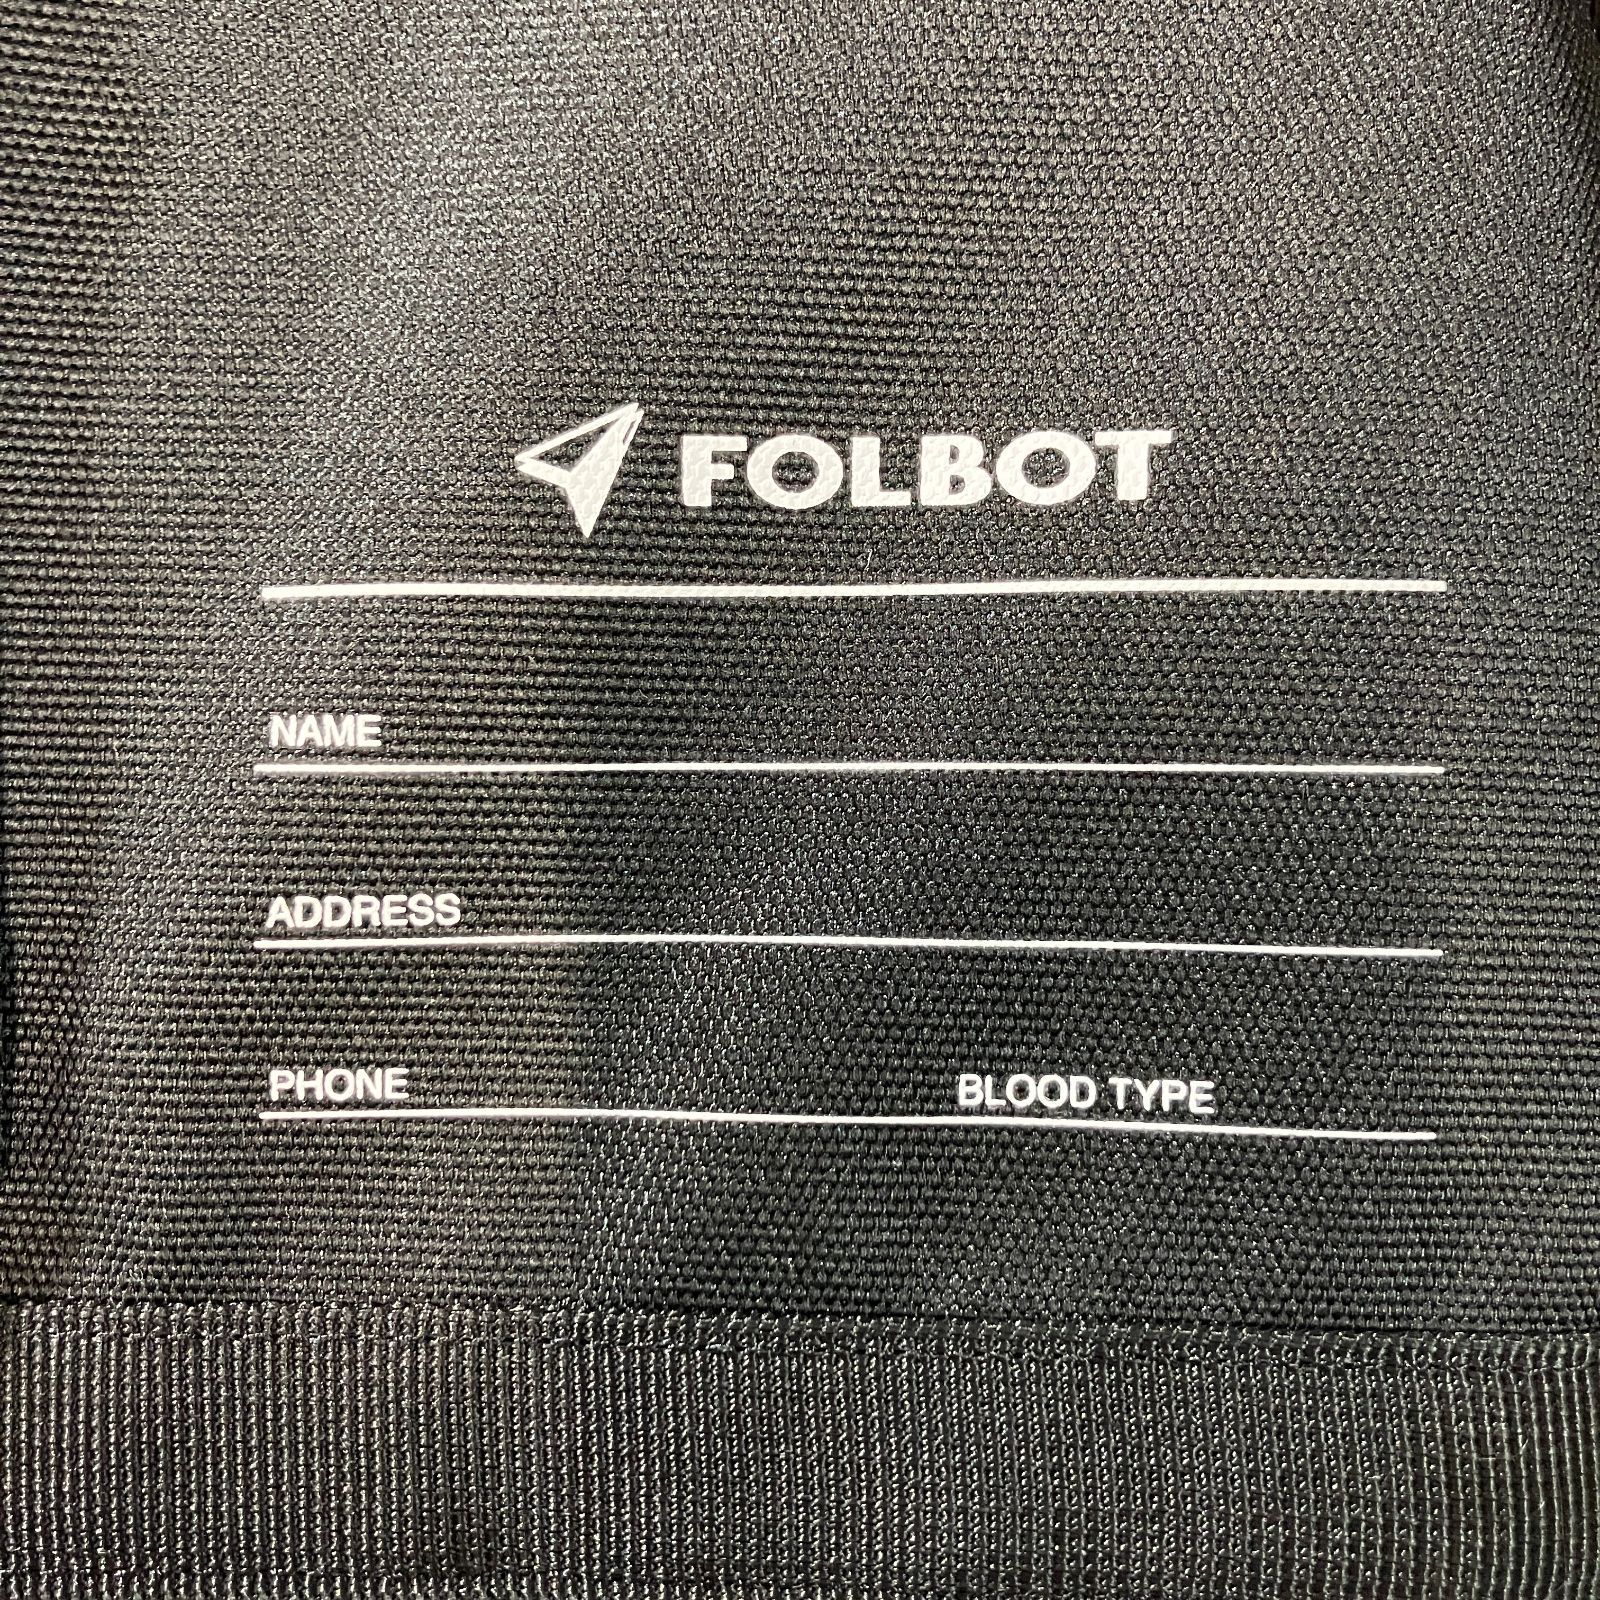 FOLBOT
NAME
ADDRESS
PHONE BLOOD TYPE